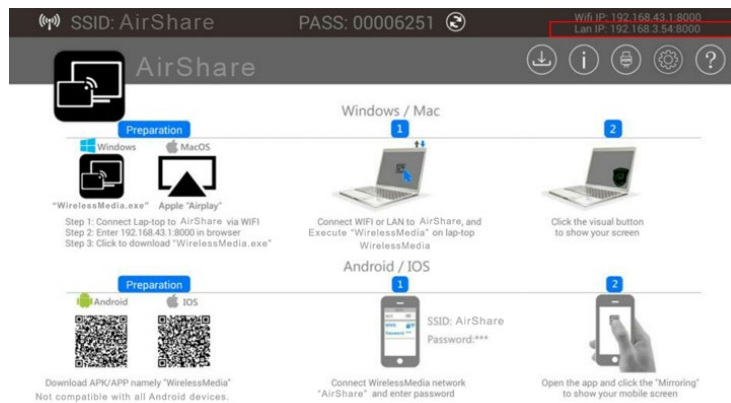 SSID: AirShare
PASS: 00006251
Wifi IP: 192.168.43.1:8000
Lan IP: 192.168.3.54:8000
AirShare
i
?
Windows / Mac
Preparation
1
2
Windows
MacOS
"WirelessMedia.exe"
Apple "Airplay"
Step 1: Connect Lap-top to AirShare via WIFI
Step 2: Enter 192.168.43.1:8000 in browser
Step 3: Click to download "WirelessMedia.exe"
Connect WIFI or LAN to AirShare, and
Execute "WirelessMedia" on lap-top
WirelessMedia
Click the visual button
to show your screen
Android / IOS
Preparation
1
2
Android
IOS
SSID: AirShare
Password:***
Download APK/APP namely "WirelessMedia"
Not compatible with all Android devices.
Connect WirelessMedia network
"AirShare" and enter password
Open the app and click the "Mirroring"
to show your mobile screen